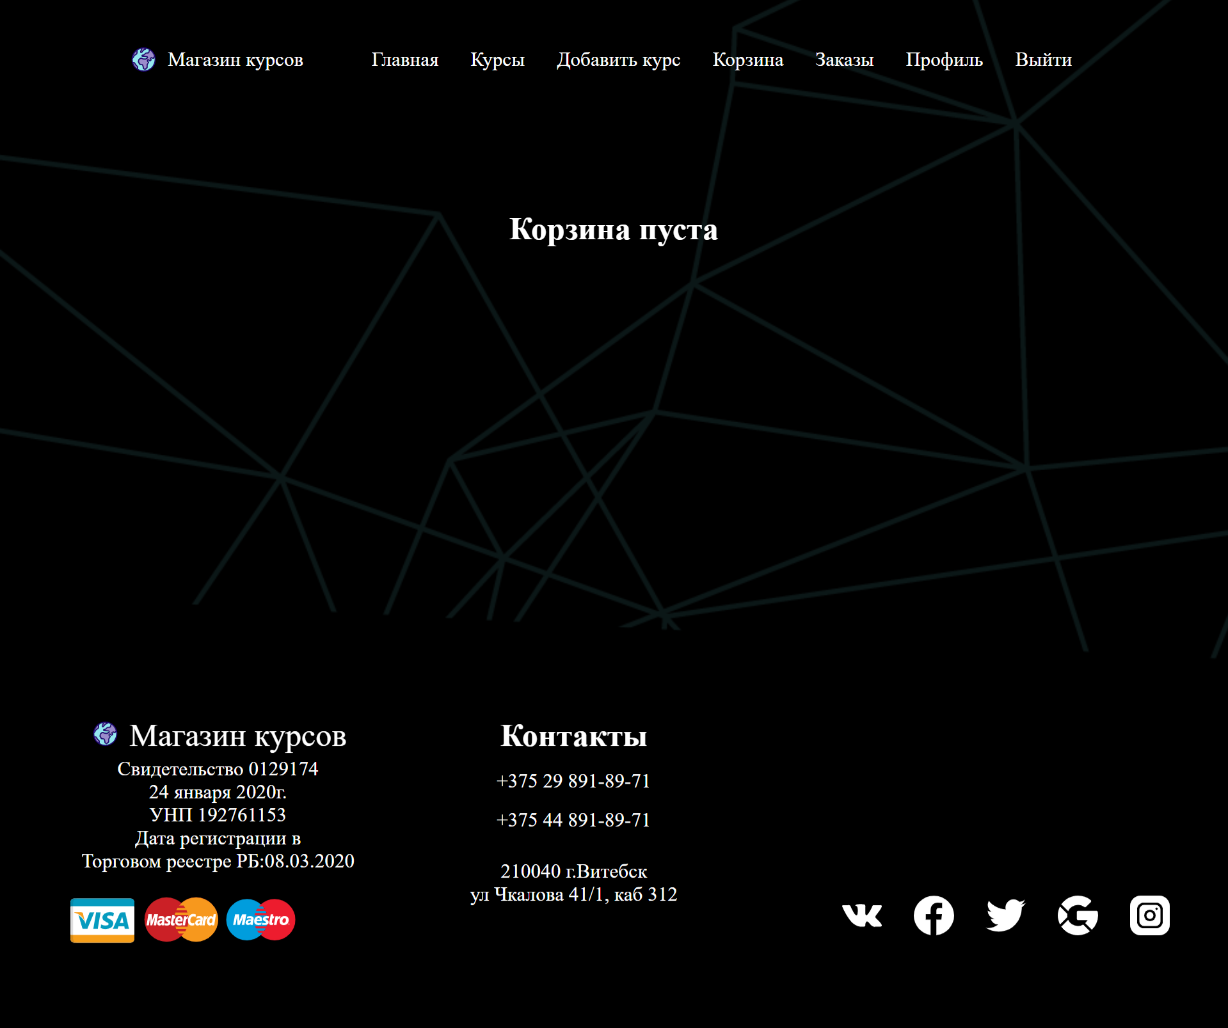 Магазин курсов
Главная
Курсы
Добавить курс
Корзина
Заказы
Профиль
Выйти
Корзина пуста
Магазин курсов
Свидетельство 0129174
24 января 2020г.
УНП 192761153
Дата регистрации в
Торговом реестре РБ:08.03.2020
VISA
MasterCard
Maestro
Контакты
+375 29 891-89-71
+375 44 891-89-71
210040 г.Витебск
ул Чкалова 41/1, каб 312